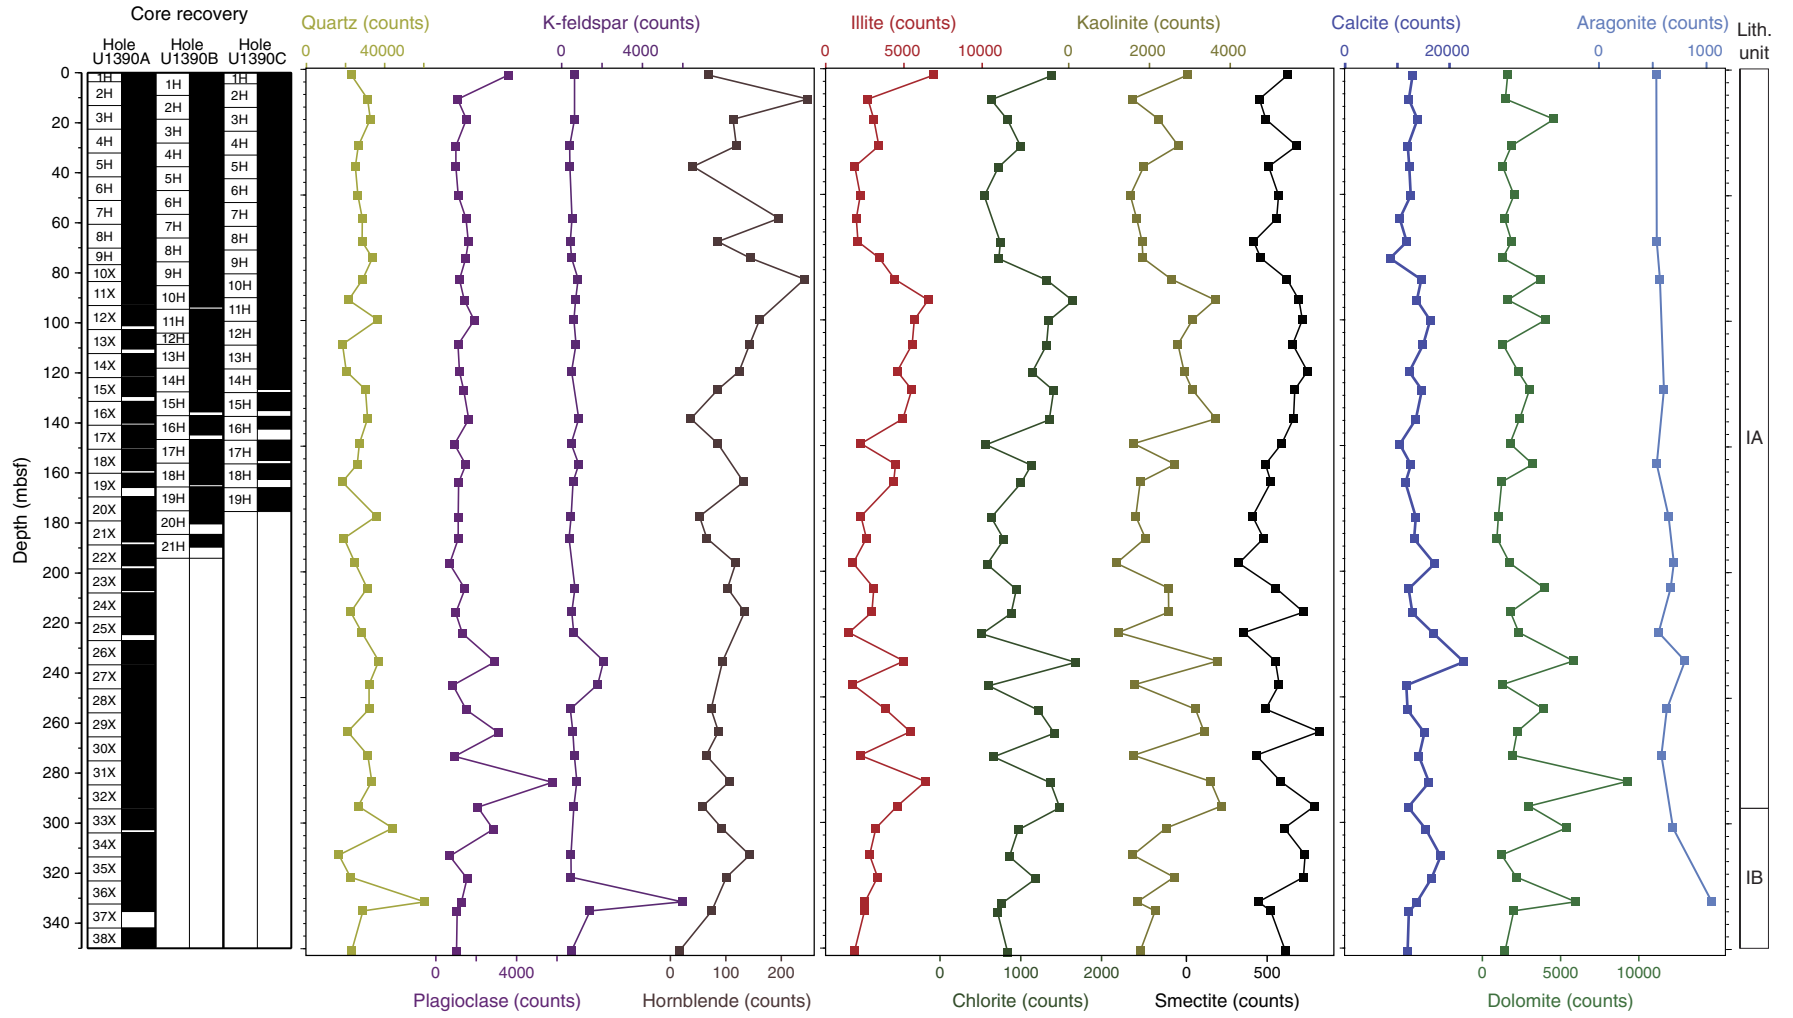 Core recovery
Hole U1390A
Hole U1390B
Hole U1390C
Quartz (counts)
0 40000
K-feldspar (counts)
0 4000
Illite (counts)
0 5000 10000
Kaolinite (counts)
0 2000 4000
Calcite (counts)
0 20000
Aragonite (counts)
0 1000
Lith. unit
Depth (mbsf)
0
20
40
60
80
100
120
140
160
180
200
220
240
260
280
300
320
340
1H
2H
3H
4H
5H
6H
7H
8H
9H
10X
11X
12X
13X
14X
15X
16X
17X
18X
19X
20X
21X
22X
23X
24X
25X
26X
27X
28X
29X
30X
31X
32X
33X
34X
35X
36X
37X
38X
1H
2H
3H
4H
5H
6H
7H
8H
9H
10H
11H
12H
13H
14H
15H
16H
17H
18H
19H
20H
21H
1H
2H
3H
4H
5H
6H
7H
8H
9H
10H
11H
12H
13H
14H
15H
16H
17H
18H
19H
IA
IB
0 4000
Plagioclase (counts)
0 100 200
Hornblende (counts)
0 1000 2000
Chlorite (counts)
0 500
Smectite (counts)
0 5000 10000
Dolomite (counts)